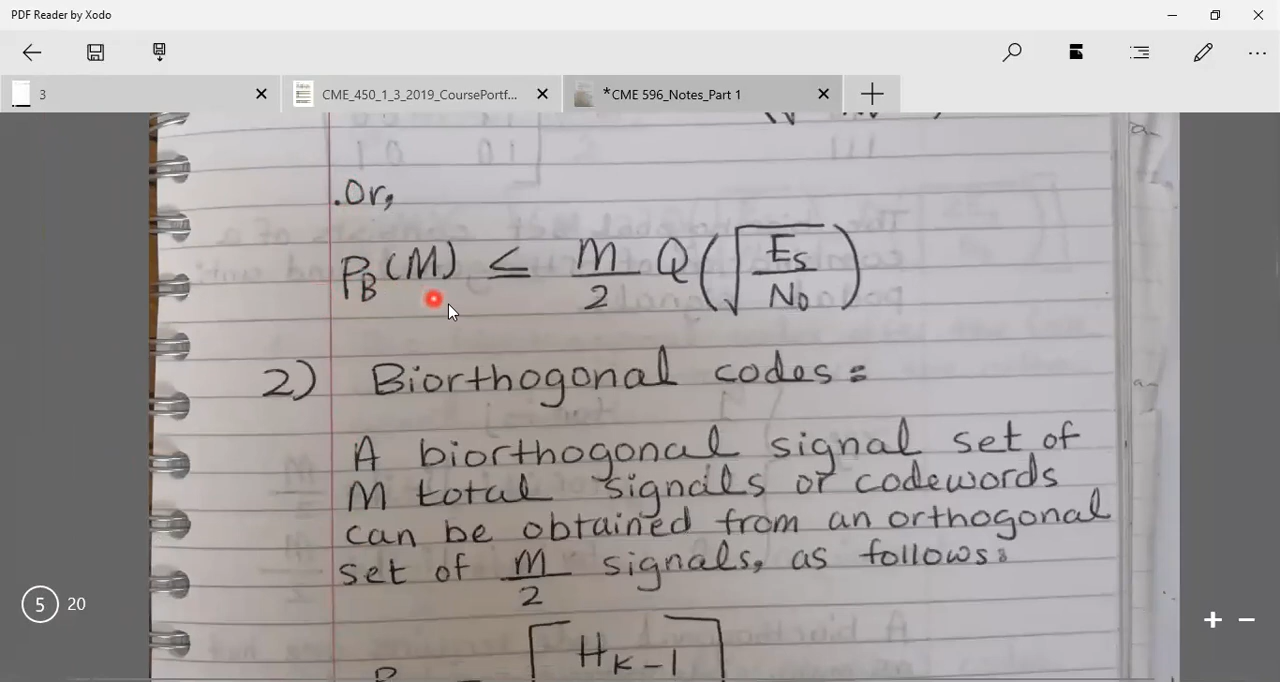 PDF Reader by Xodo
3
CME_450_1_3_2019_CoursePortf...
*CME 596_Notes_Part 1
.Or,
P_B(M) ≤ M/2 Q(√(Es/No))
2) Biorthogonal codes:
A biorthogonal signal set of
M total signals or codewords
can be obtained from an orthogonal
set of M/2 signals, as follows:
H_{K-1}
5 20